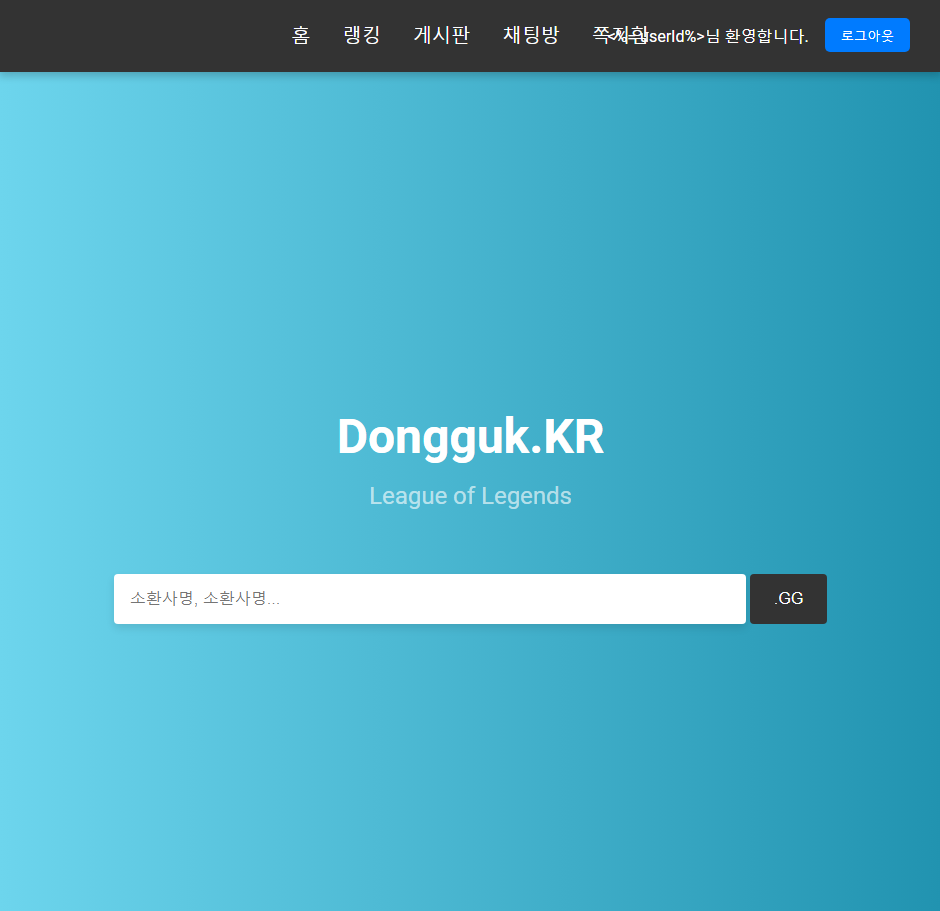 홈 랭킹 게시판 채팅방 쪽지함 <%=userId%>님 환영합니다. 로그아웃
Dongguk.KR
League of Legends
소환사명, 소환사명... .GG